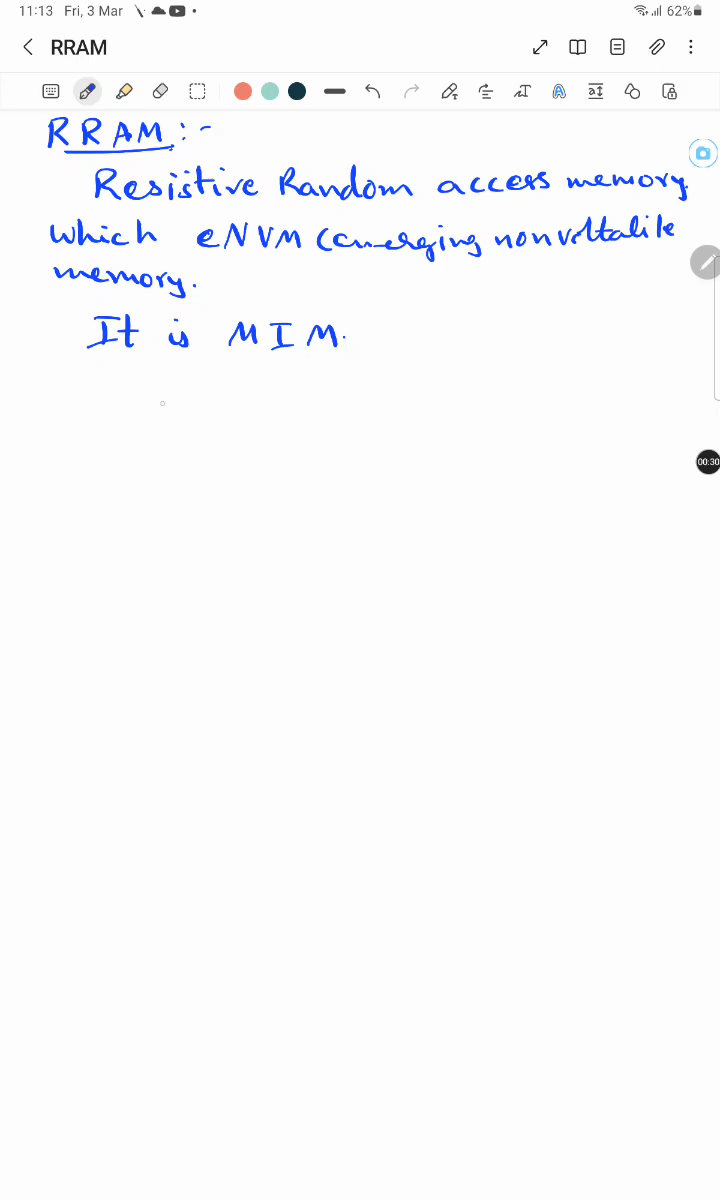 11:13 Fri, 3 Mar
62%
RRAM
RRAM :-
Resistive Random access memory
which eNVM (emerging nonvoltalile
memory.
It is MIM.
00:30